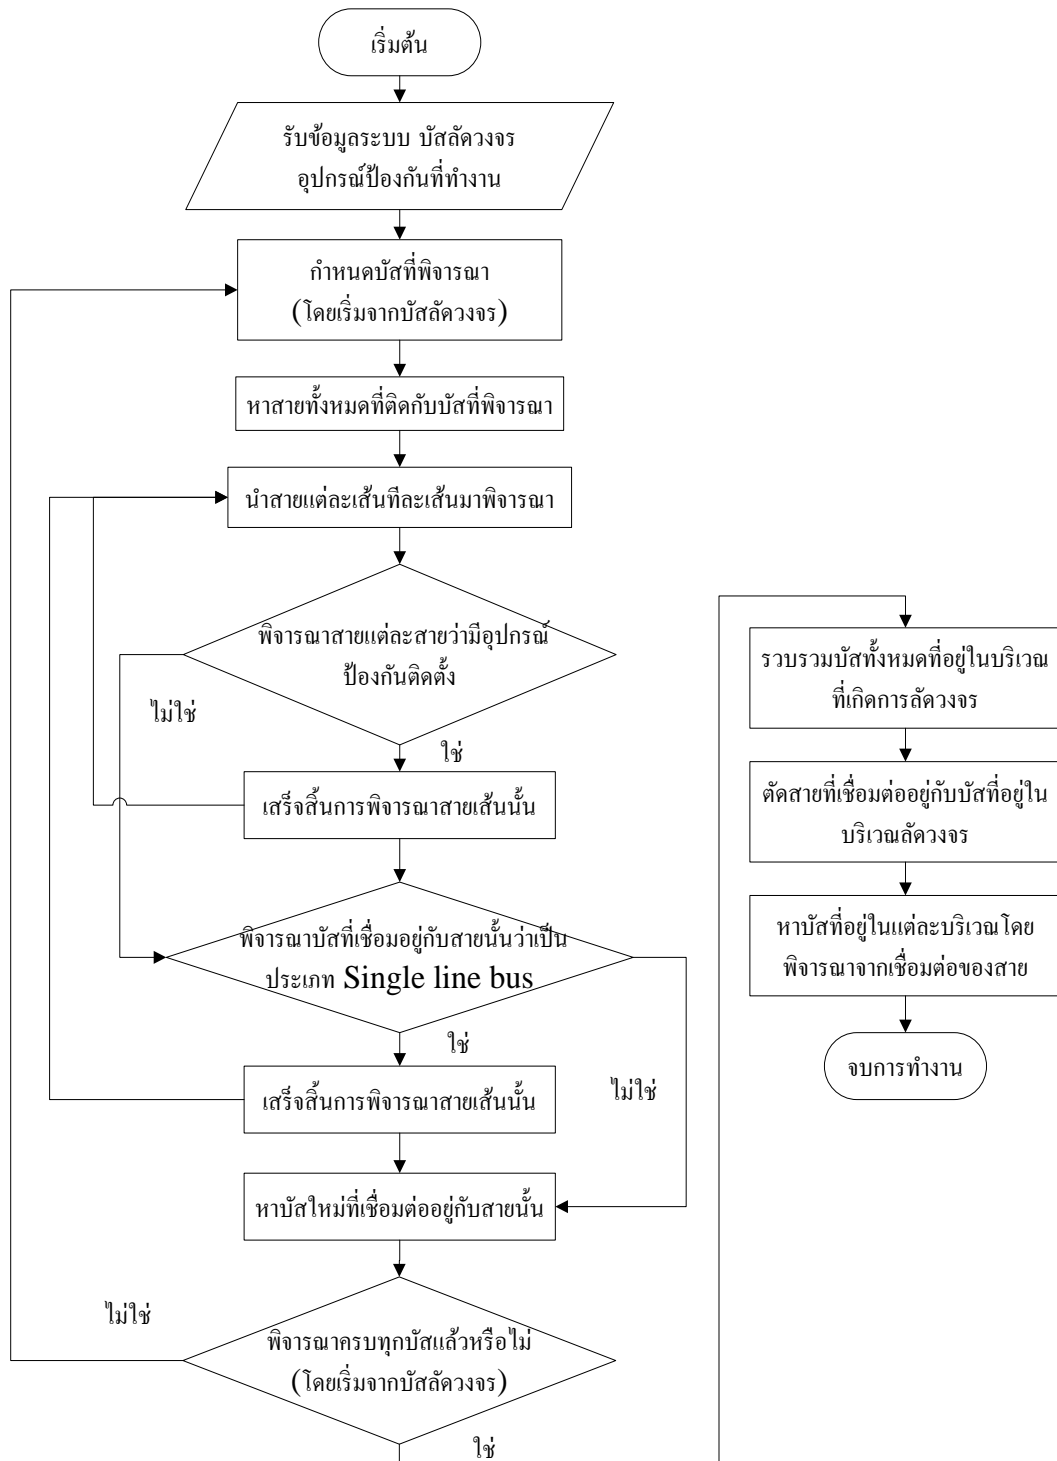 เริ่มต้น
รับข้อมูลระบบ บัสลัดวงจร
อุปกรณ์ป้องกันที่ทำงาน
กำหนดบัสที่พิจารณา
(โดยเริ่มจากบัสลัดวงจร)
หาสายทั้งหมดที่ติดกับบัสที่พิจารณา
นำสายแต่ละเส้นทีละเส้นมาพิจารณา
พิจารณาสายแต่ละสายว่ามีอุปกรณ์
ป้องกันติดตั้ง
ไม่ใช่
ใช่
เสร็จสิ้นการพิจารณาสายเส้นนั้น
พิจารณาบัสที่เชื่อมอยู่กับสายนั้นว่าเป็น
ประเภท Single line bus
ใช่
ไม่ใช่
เสร็จสิ้นการพิจารณาสายเส้นนั้น
หาบัสใหม่ที่เชื่อมต่ออยู่กับสายนั้น
ไม่ใช่
พิจารณาครบทุกบัสแล้วหรือไม่
(โดยเริ่มจากบัสลัดวงจร)
ใช่
รวบรวมบัสทั้งหมดที่อยู่ในบริเวณ
ที่เกิดการลัดวงจร
ตัดสายที่เชื่อมต่ออยู่กับบัสที่อยู่ใน
บริเวณลัดวงจร
หาบัสที่อยู่ในแต่ละบริเวณโดย
พิจารณาจากเชื่อมต่อของสาย
จบการทำงาน